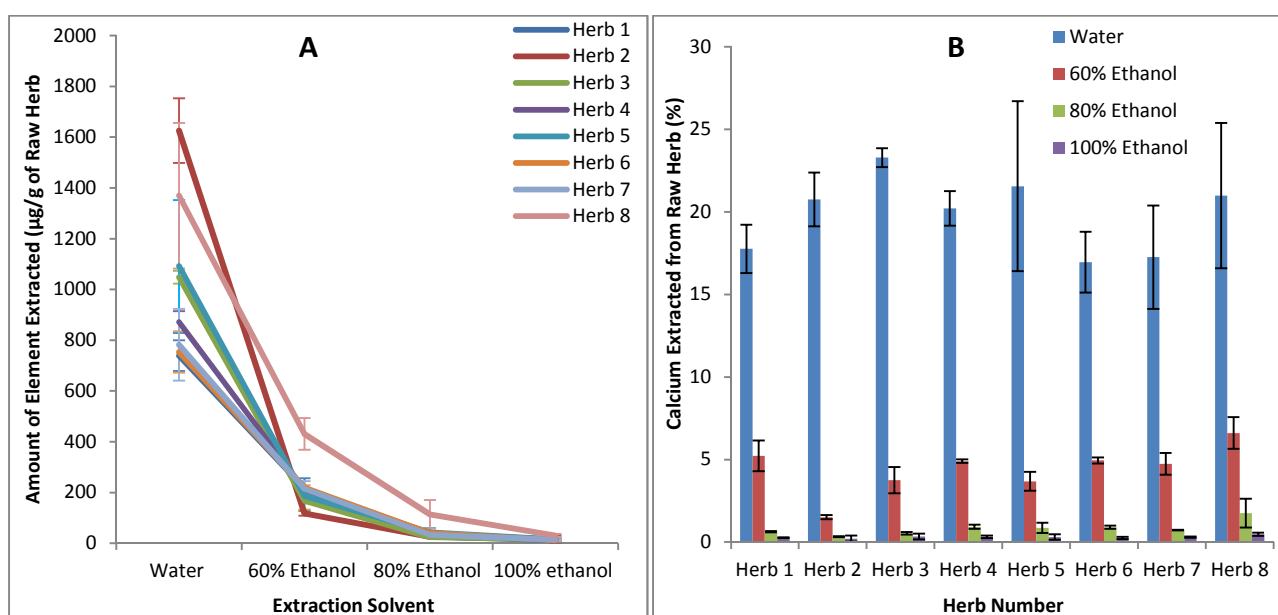 A
Amount of Element Extracted (µg/ g of Raw Herb
2000
1800
1600
1400
1200
1000
800
600
400
200
0
Water 60% Ethanol 80% Ethanol 100% ethanol
Extraction Solvent
Herb 1
Herb 2
Herb 3
Herb 4
Herb 5
Herb 6
Herb 7
Herb 8
B
Calcium Extracted from Raw Herb (%)
30
25
20
15
10
5
0
Herb 1 Herb 2 Herb 3 Herb 4 Herb 5 Herb 6 Herb 7 Herb 8
Herb Number
Water
60% Ethanol
80% Ethanol
100% Ethanol